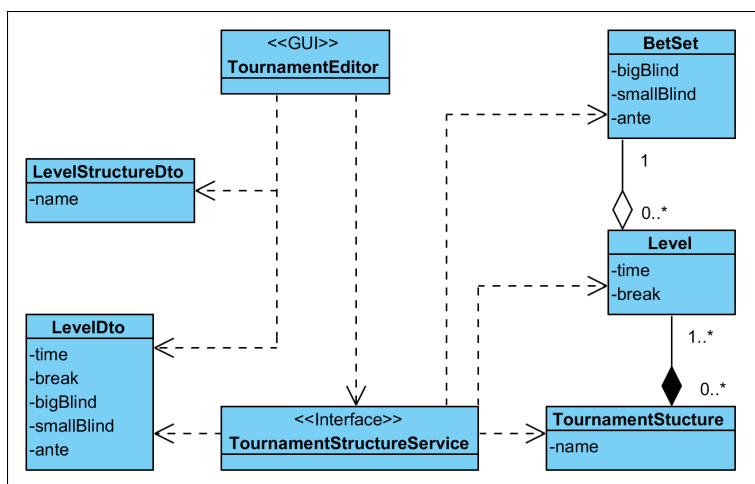 <<GUI>>
TournamentEditor
BetSet
-bigBlind
-smallBlind
-ante
LevelStructureDto
-name
1
0..*
Level
-time
-break
LevelDto
-time
-break
-bigBlind
-smallBlind
-ante
1..*
0..*
<<Interface>>
TournamentStructureService
TournamentStucture
-name